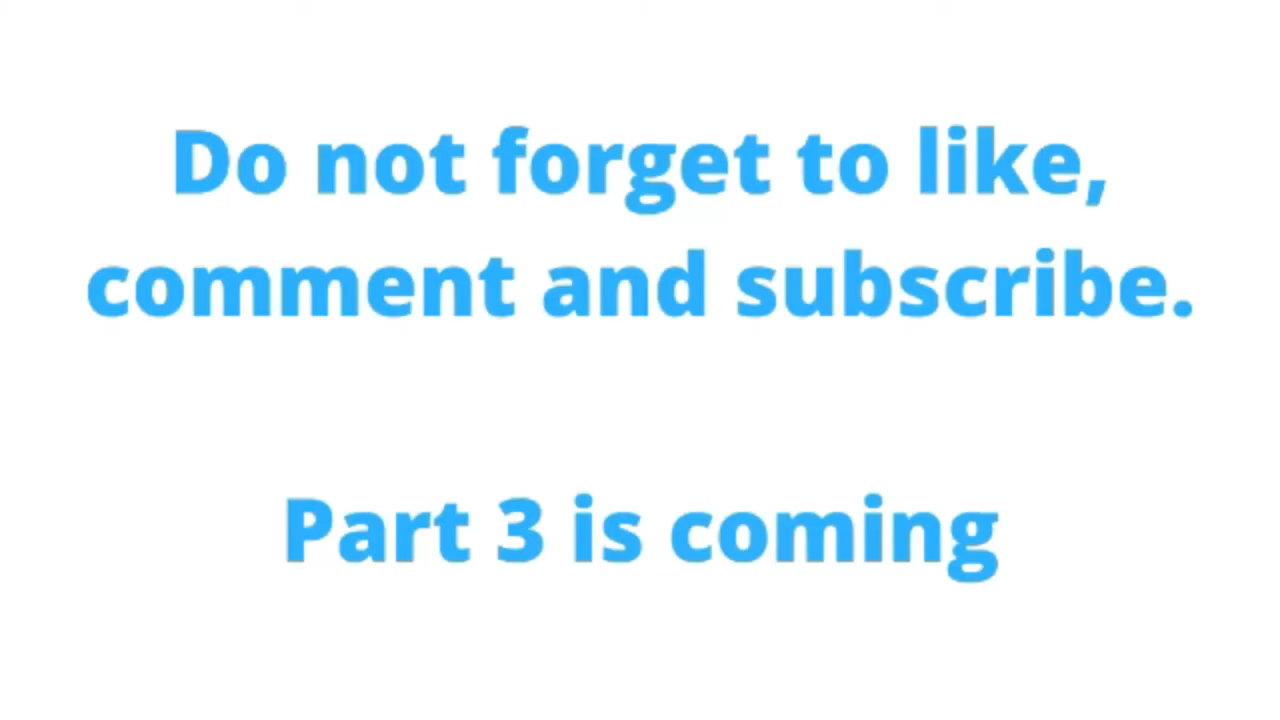 Do not forget to like,
comment and subscribe.
Part 3 is coming